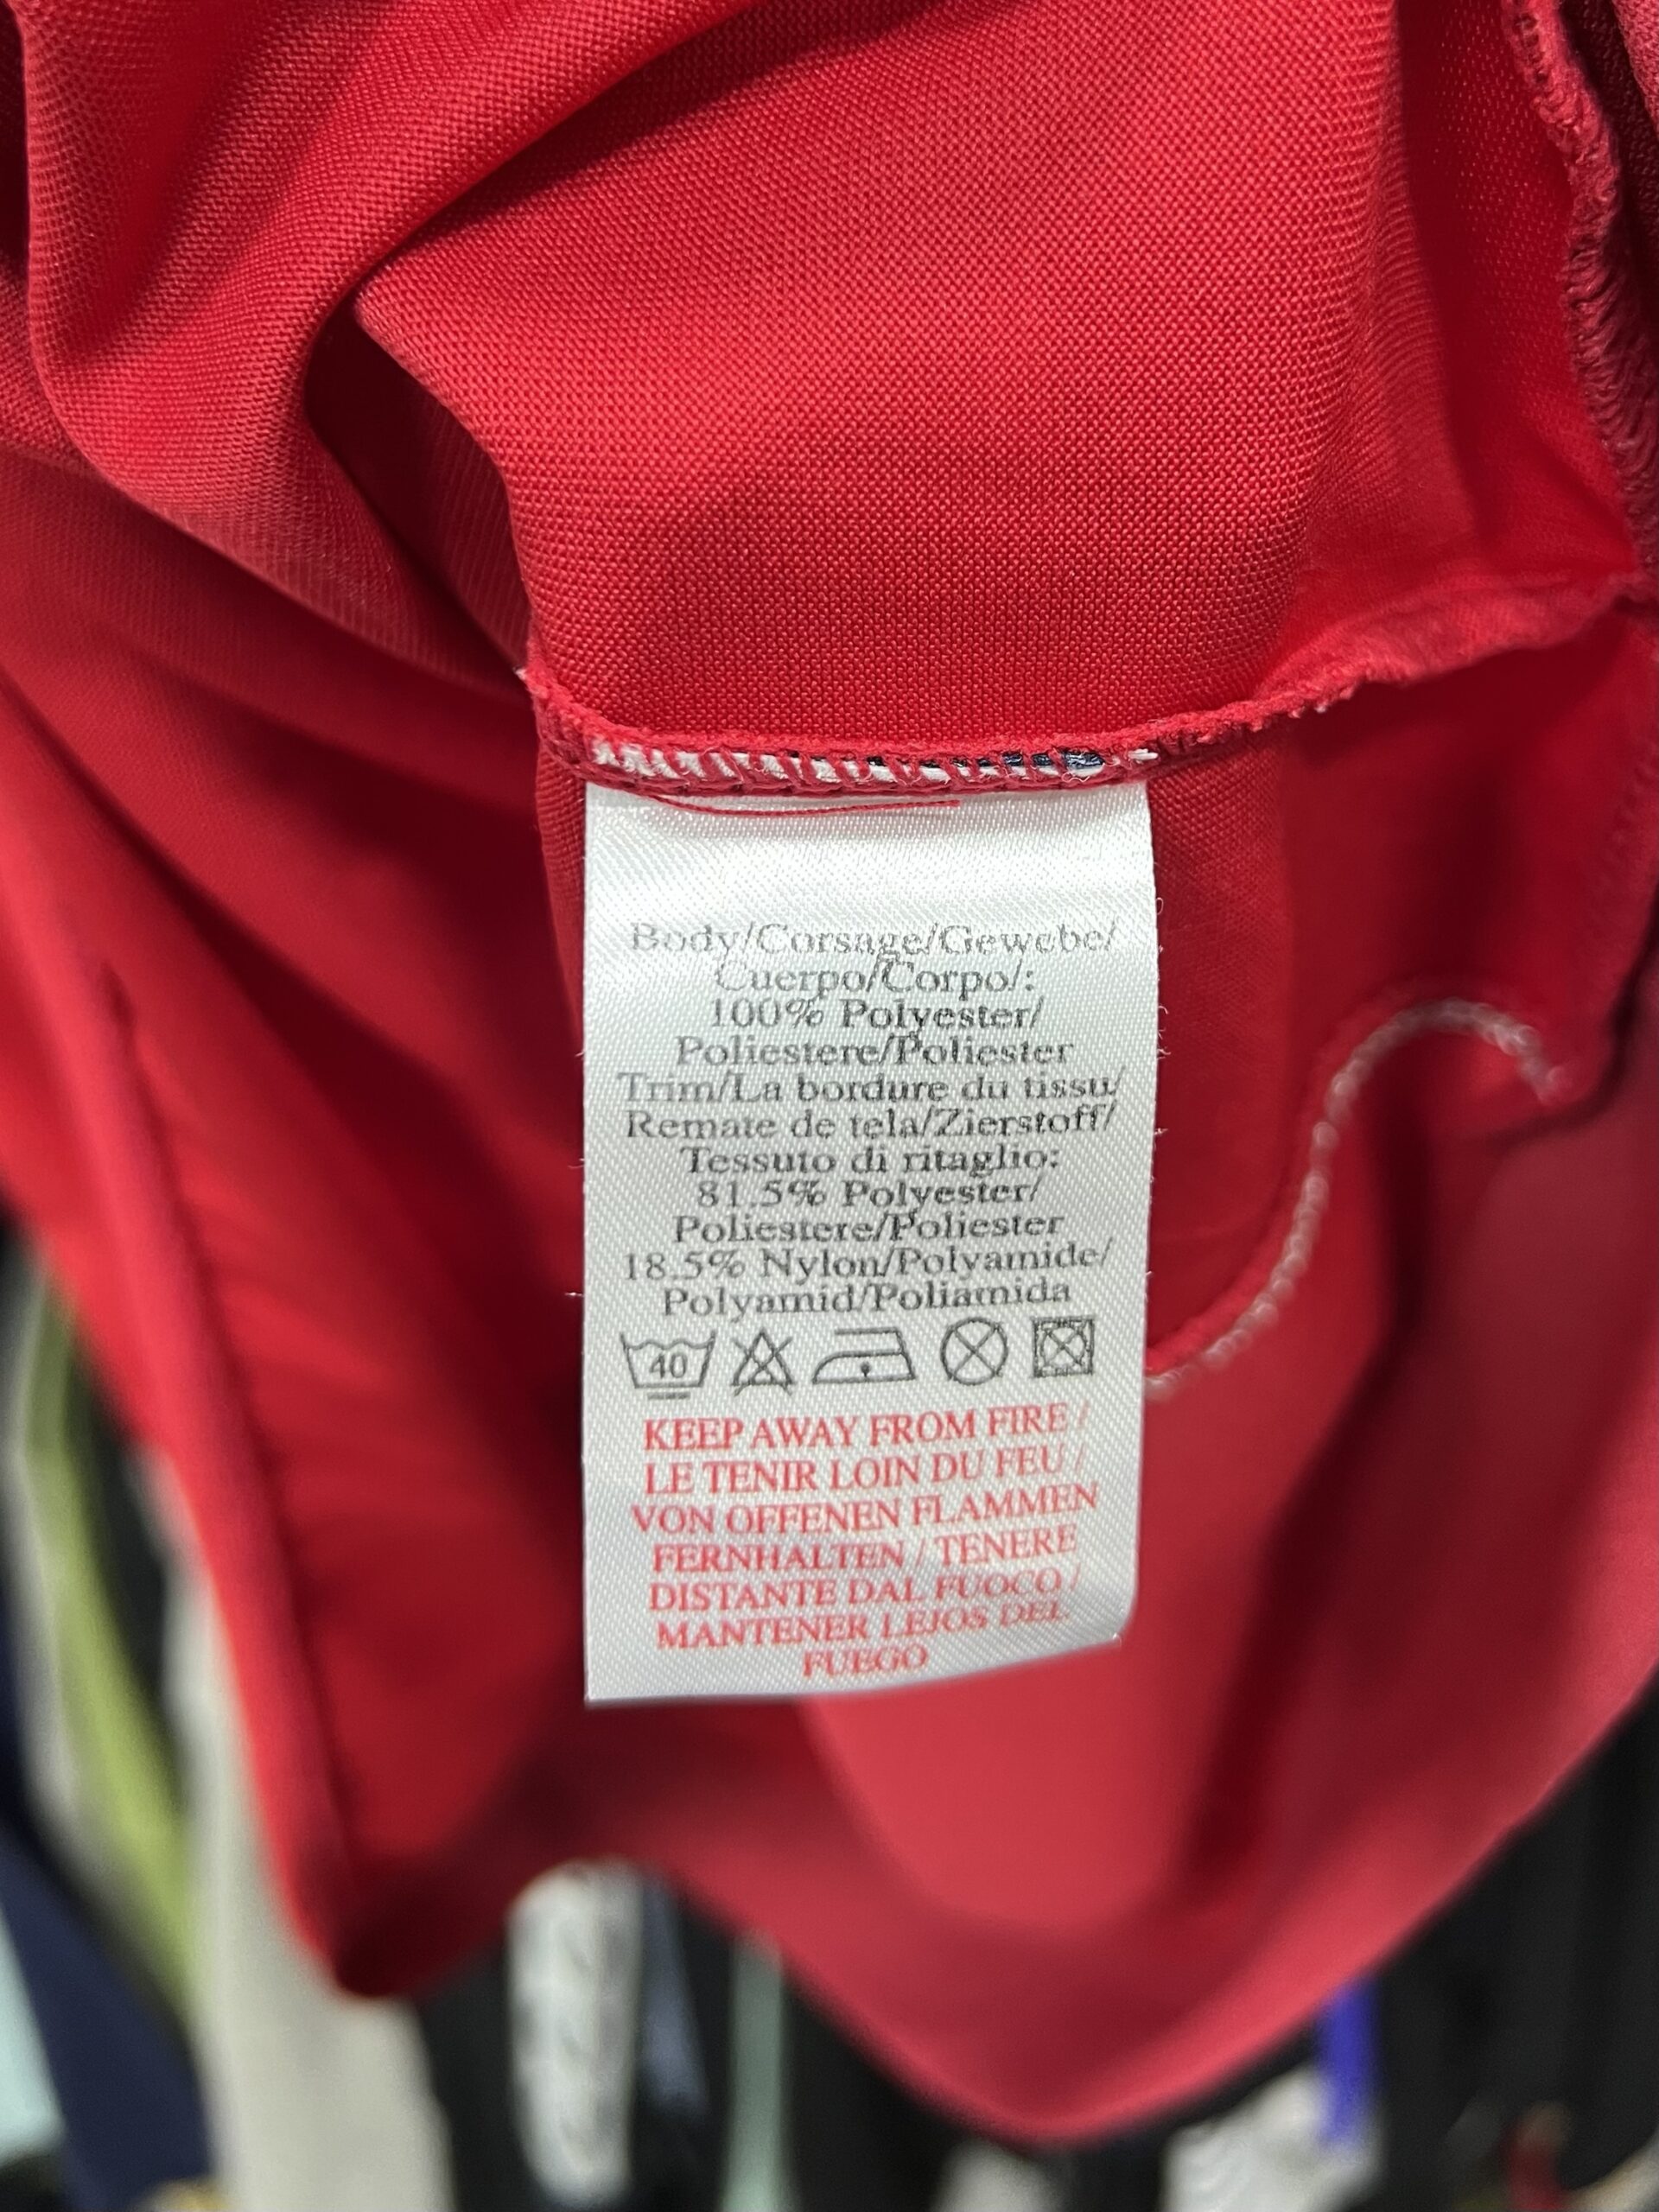 Body/Corsage/Gewebe/
Cuerpo/Corpo/:
100% Polyester/
Poliestere/Poliester
Trim/La bordure du tissu/
Remate de tela/Zierstoff/
Tessuto di ritaglio:
81.5% Polyester/
Poliestere/Poliester
18.5% Nylon/Polyamide/
Polyamid/Poliamida
40
KEEP AWAY FROM FIRE /
LE TENIR LOIN DU FEU /
VON OFFENEN FLAMMEN
FERNHALTEN / TENERE
DISTANTE DAL FUOCO /
MANTENER LEJOS DEL
FUEGO